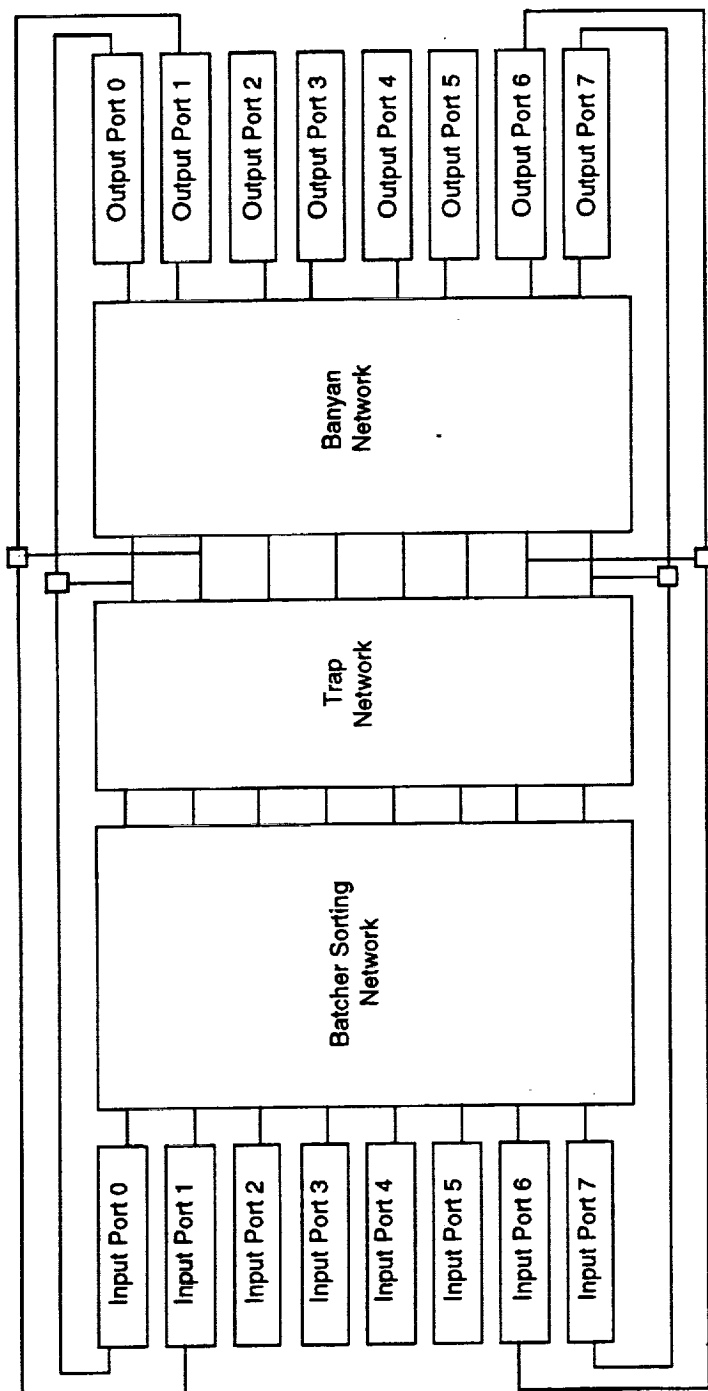 Input Port 0
Input Port 1
Input Port 2
Input Port 3
Input Port 4
Input Port 5
Input Port 6
Input Port 7
Batcher Sorting
Network
Trap
Network
Banyan
Network
Output Port 0
Output Port 1
Output Port 2
Output Port 3
Output Port 4
Output Port 5
Output Port 6
Output Port 7